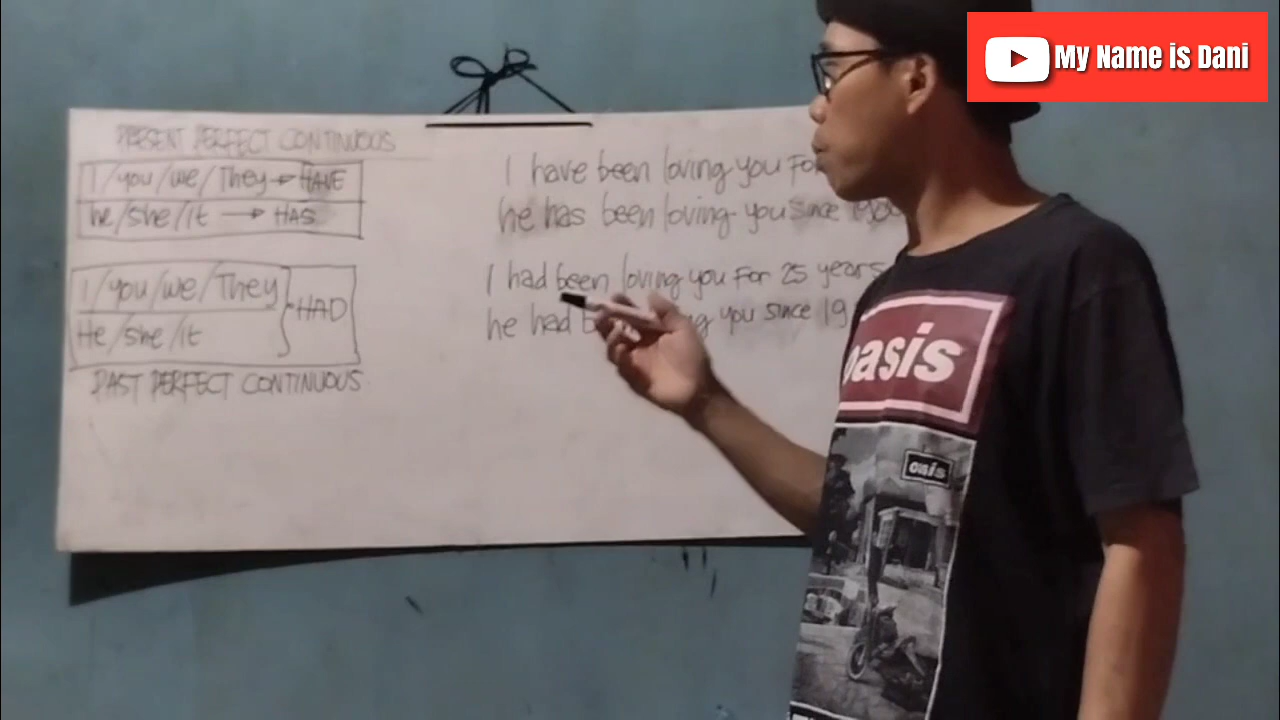 My Name is Dani
PRESENT PERFECT CONTINUOUS
I/you/we/They → HAVE
he/she/it → HAS
I have been loving you For
he has been loving you since
I/you/we/They
He/she/it
HAD
PAST PERFECT CONTINUOUS
I had been loving you For 25 years
he had you since 19
oasis
oasis